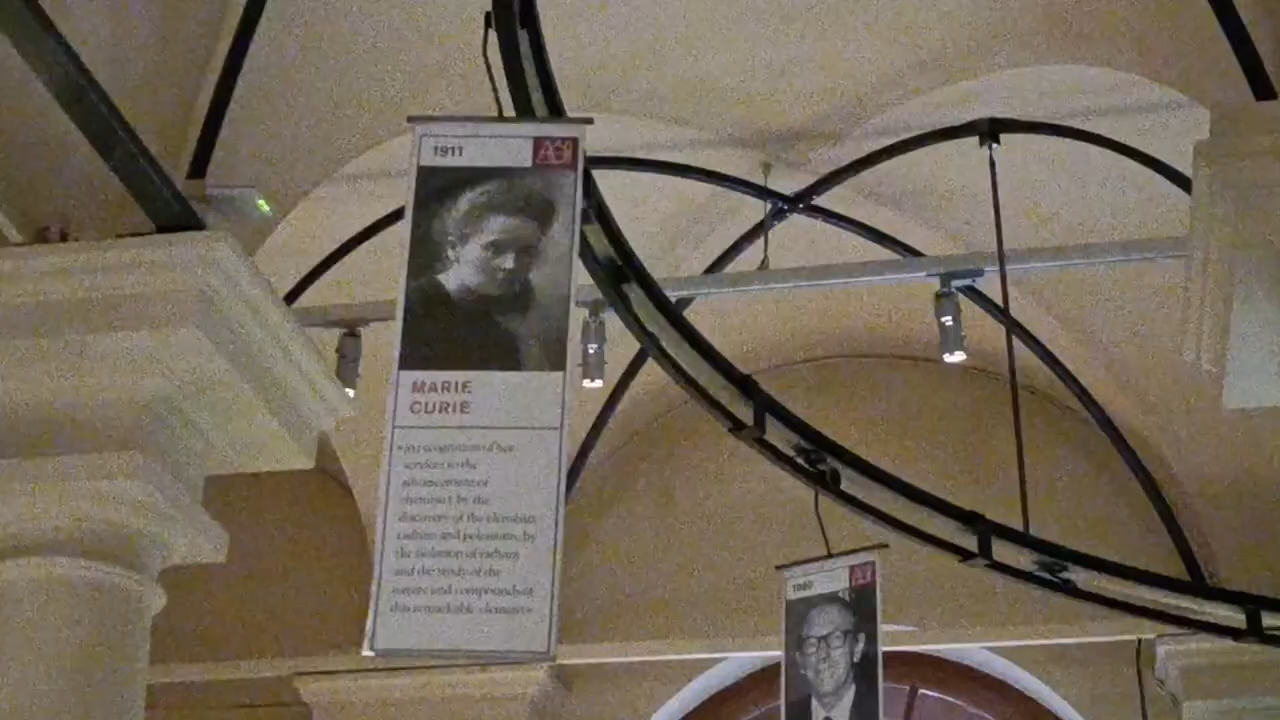 1911
MARIE
CURIE
«in recognition of her
services to the
advancement of
chemistry by the
discovery of the elements
radium and polonium, by
the isolation of radium
and the study of the
nature and compounds of
this remarkable element»
1960